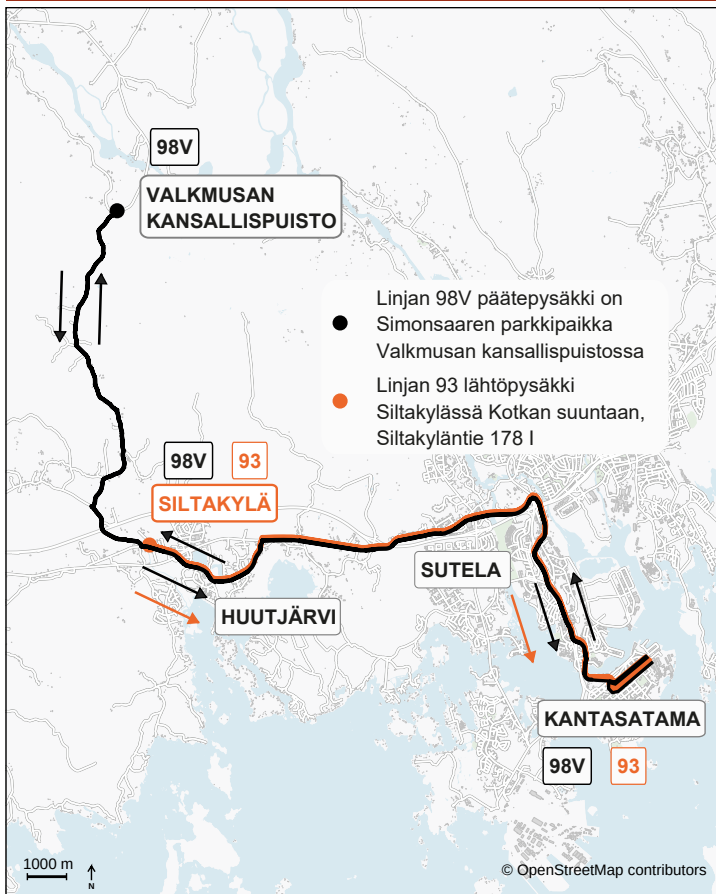 98V
VALKMUSAN
KANSALLISPUISTO
Linjan 98V päätepysäkki on
Simonsaaren parkkipaikka
Valkmusan kansallispuistossa
Linjan 93 lähtöpysäkki
Siltakylässä Kotkan suuntaan,
Siltakyläntie 178 I
98V 93
SILTAKYLÄ
SUTELA
HUUTJÄRVI
KANTASATAMA
98V 93
1000 m
N
© OpenStreetMap contributors